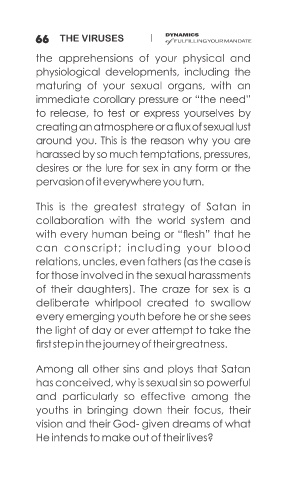 66 THE VIRUSES | DYNAMICS
of FULFILLING YOUR MANDATE
the apprehensions of your physical and
physiological developments, including the
maturing of your sexual organs, with an
immediate corollary pressure or “the need”
to release, to test or express yourselves by
creating an atmosphere or a flux of sexual lust
around you. This is the reason why you are
harassed by so much temptations, pressures,
desires or the lure for sex in any form or the
pervasion of it everywhere you turn.
This is the greatest strategy of Satan in
collaboration with the world system and
with every human being or “flesh” that he
can conscript; including your blood
relations, uncles, even fathers (as the case is
for those involved in the sexual harassments
of their daughters). The craze for sex is a
deliberate whirlpool created to swallow
every emerging youth before he or she sees
the light of day or ever attempt to take the
first step in the journey of their greatness.
Among all other sins and ploys that Satan
has conceived, why is sexual sin so powerful
and particularly so effective among the
youths in bringing down their focus, their
vision and their God- given dreams of what
He intends to make out of their lives?